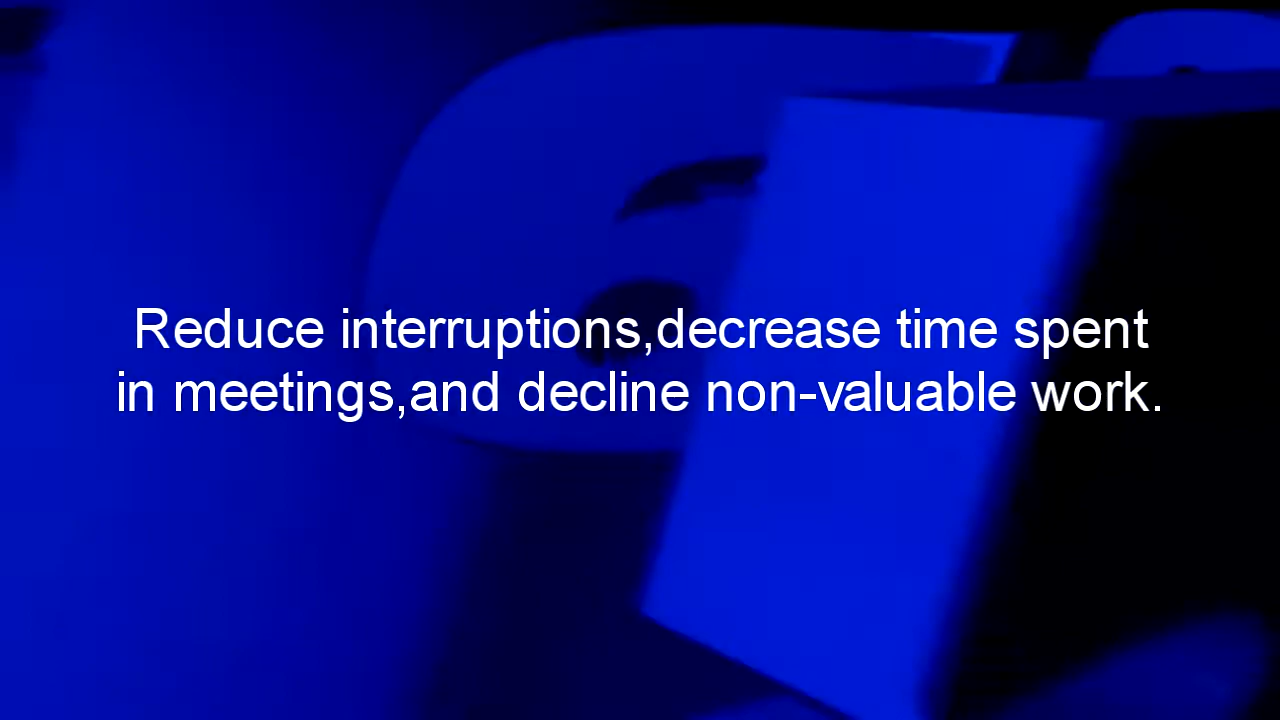 Reduce interruptions,decrease time spent
in meetings,and decline non-valuable work.